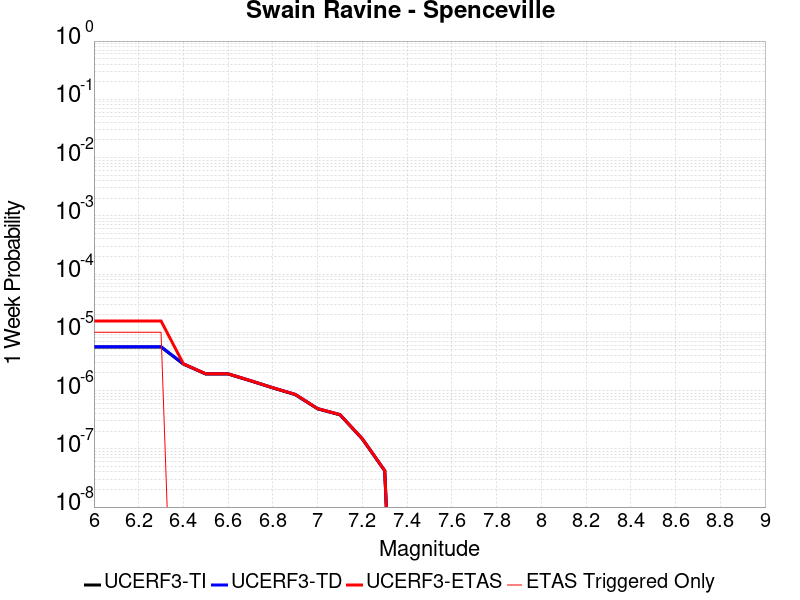 Swain Ravine - Spenceville
10 0
10 -1
10 -2
10 -3
10 -4
10 -5
10 -6
10 -7
10 -8
1 Week Probability
6 6.2 6.4 6.6 6.8 7 7.2 7.4 7.6 7.8 8 8.2 8.4 8.6 8.8 9
Magnitude
UCERF3-TI UCERF3-TD UCERF3-ETAS ETAS Triggered Only